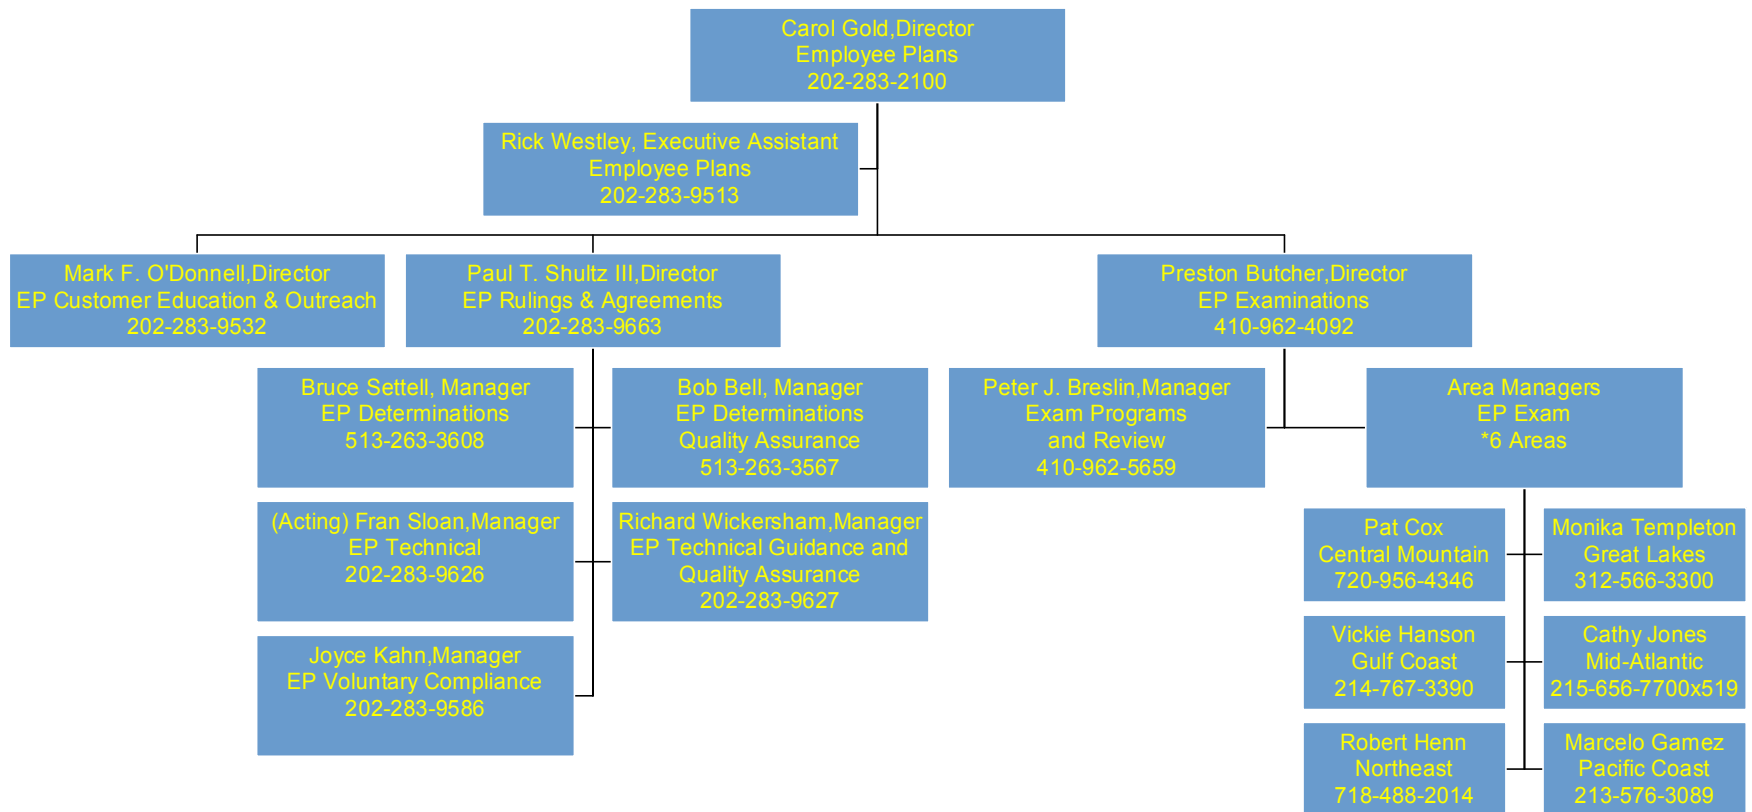 Carol Gold,Director
Employee Plans
202-283-2100
Rick Westley, Executive Assistant
Employee Plans
202-283-9513
Mark F. O'Donnell,Director
EP Customer Education & Outreach
202-283-9532
Paul T. Shultz III,Director
EP Rulings & Agreements
202-283-9663
Preston Butcher,Director
EP Examinations
410-962-4092
Bruce Settell, Manager
EP Determinations
513-263-3608
Bob Bell, Manager
EP Determinations
Quality Assurance
513-263-3567
Peter J. Breslin,Manager
Exam Programs
and Review
410-962-5659
Area Managers
EP Exam
*6 Areas
(Acting) Fran Sloan,Manager
EP Technical
202-283-9626
Richard Wickersham,Manager
EP Technical Guidance and
Quality Assurance
202-283-9627
Pat Cox
Central Mountain
720-956-4346
Monika Templeton
Great Lakes
312-566-3300
Joyce Kahn,Manager
EP Voluntary Compliance
202-283-9586
Vickie Hanson
Gulf Coast
214-767-3390
Cathy Jones
Mid-Atlantic
215-656-7700x519
Robert Henn
Northeast
718-488-2014
Marcelo Gamez
Pacific Coast
213-576-3089